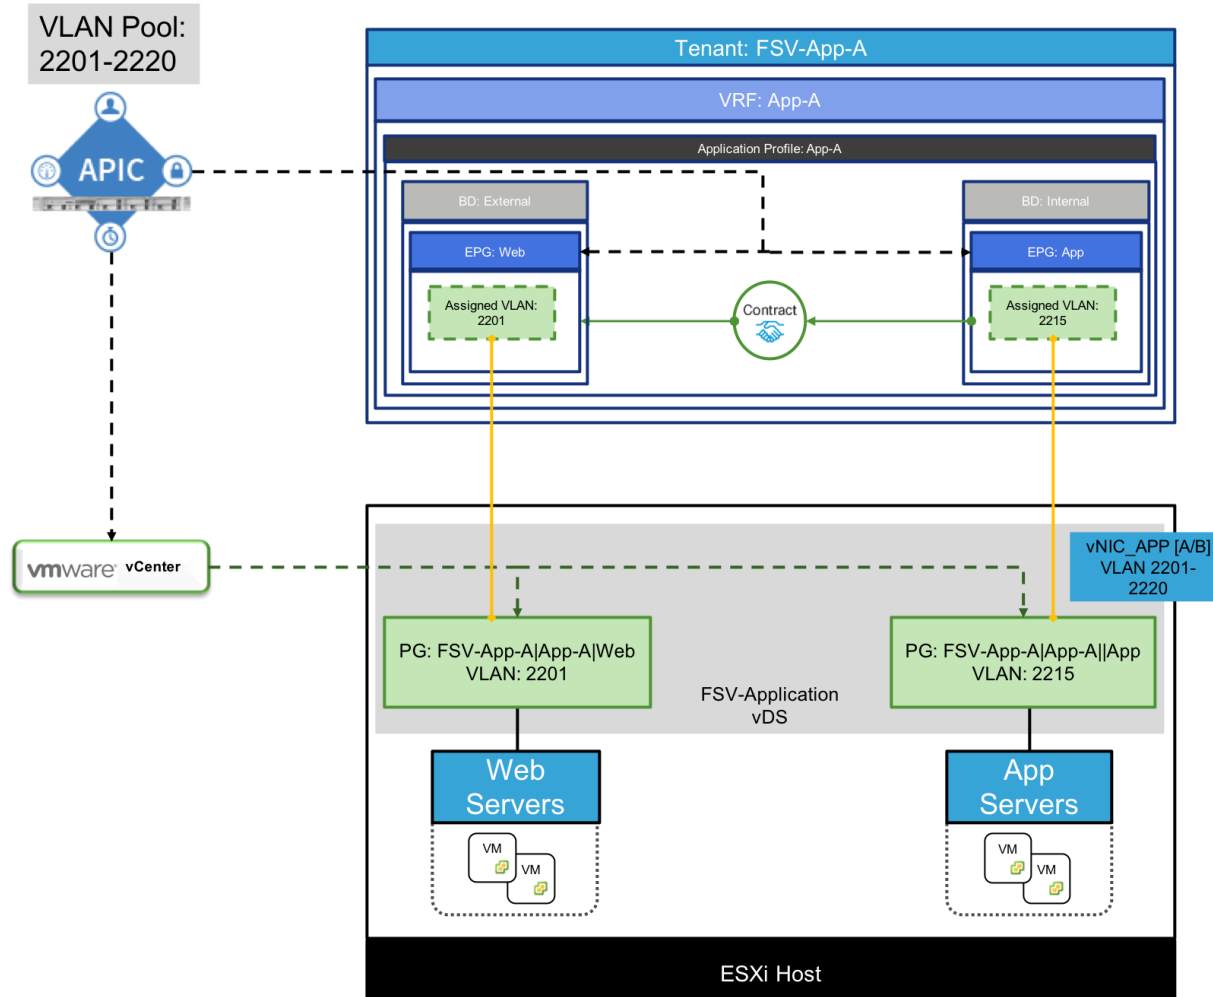 VLAN Pool:
2201-2220
APIC
Tenant: FSV-App-A
VRF: App-A
Application Profile: App-A
BD: External
BD: Internal
EPG: Web
EPG: App
Assigned VLAN:
2201
Contract
Assigned VLAN:
2215
vmware vCenter
vNIC_APP [A/B]
VLAN 2201-
2220
PG: FSV-App-A|App-A|Web
VLAN: 2201
PG: FSV-App-A|App-A||App
VLAN: 2215
FSV-Application
vDS
Web
Servers
App
Servers
VM
VM
VM
VM
ESXi Host